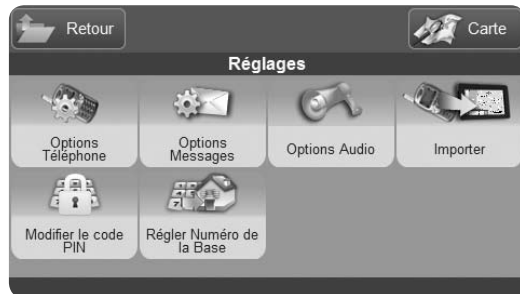 Retour
Carte
Réglages
Options
Téléphone
Options
Messages
Options Audio
Importer
Modifier le code
PIN
Régler Numéro de
la Base